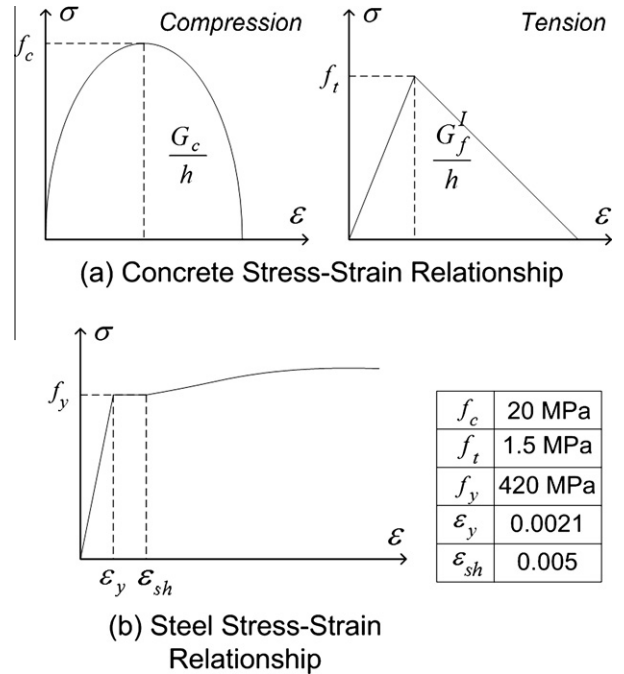 σ Compression
f_c
G_c
h
ε
σ Tension
f_t
G_f^I
h
ε
(a) Concrete Stress-Strain Relationship
σ
f_y
ε
ε_y ε_sh
(b) Steel Stress-Strain
Relationship
f_c 20 MPa
f_t 1.5 MPa
f_y 420 MPa
ε_y 0.0021
ε_sh 0.005